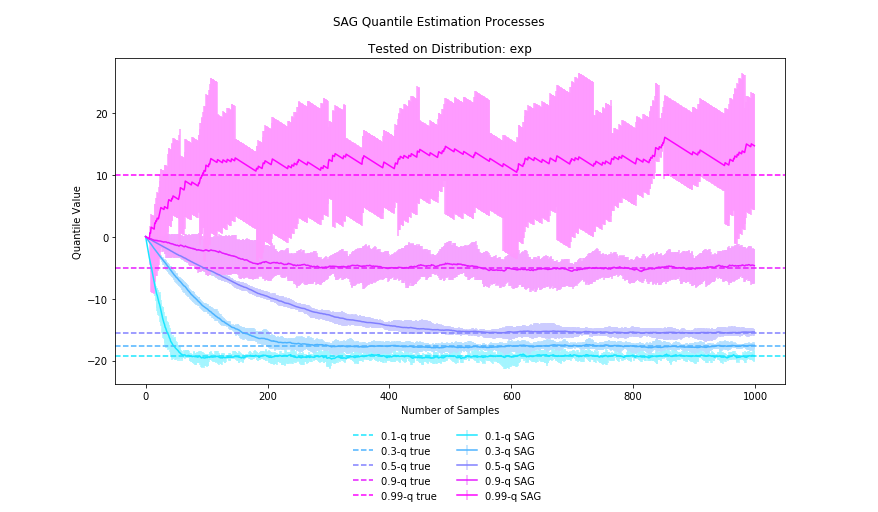 SAG Quantile Estimation Processes
Tested on Distribution: exp
Quantile Value
20
10
0
−10
−20
0 200 400 600 800 1000
Number of Samples
0.1-q true 0.1-q SAG
0.3-q true 0.3-q SAG
0.5-q true 0.5-q SAG
0.9-q true 0.9-q SAG
0.99-q true 0.99-q SAG